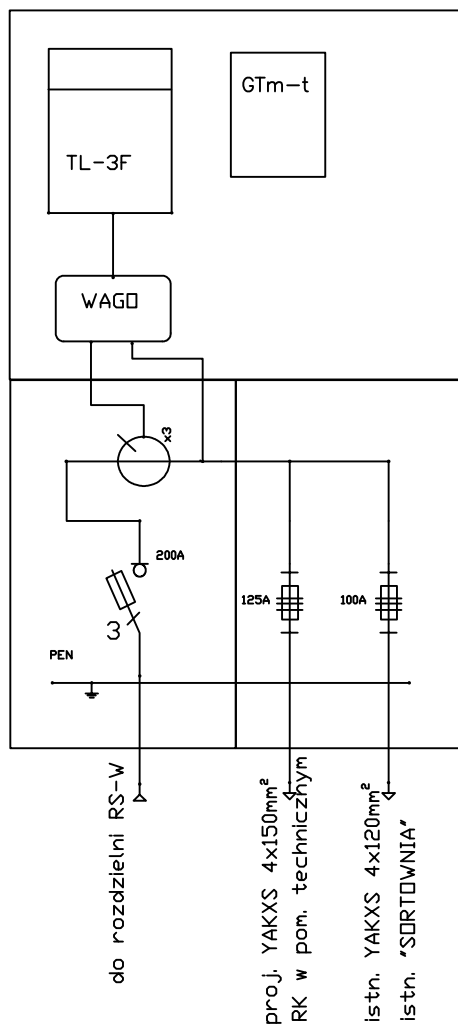 GTm-t
TL-3F
WAGO
x3
200A
125A
100A
3
PEN
do rozdzielni RS-W
proj. YAKXS 4x150mm²
RK w pom. technicznym
istn. YAKXS 4x120mm²
istn. "SORTOWNIA"